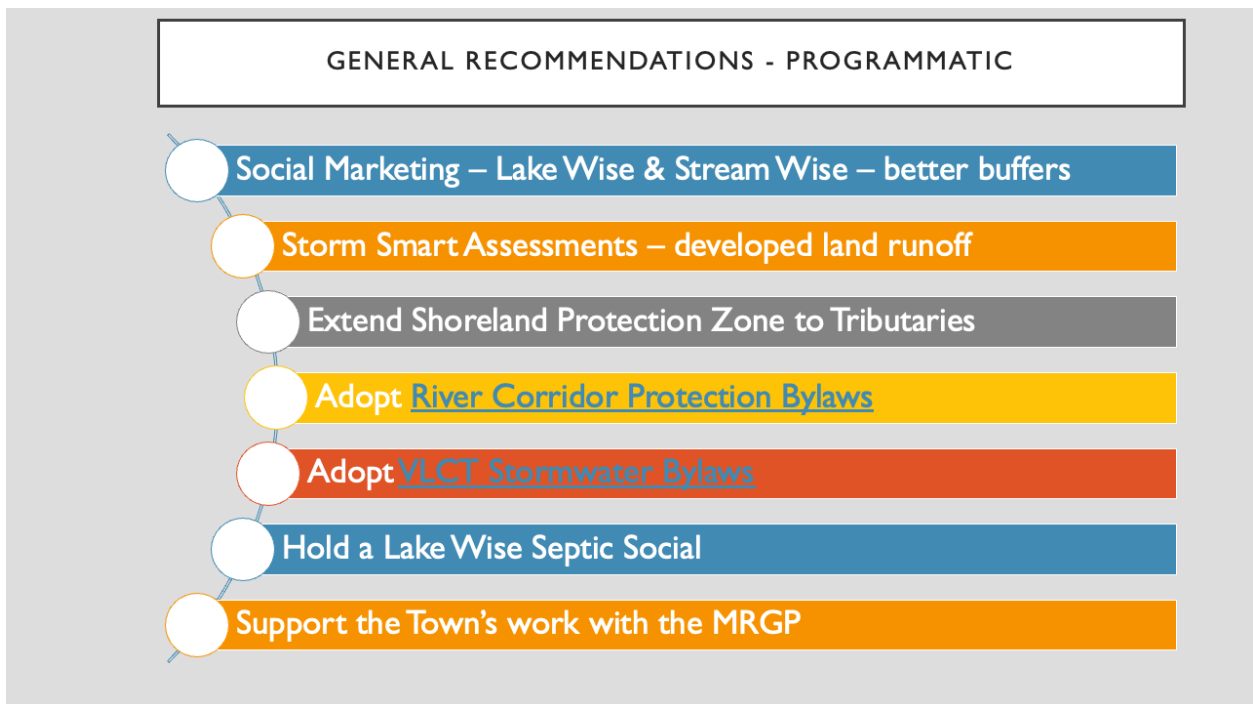 GENERAL RECOMMENDATIONS - PROGRAMMATIC
Social Marketing – Lake Wise & Stream Wise – better buffers
Storm Smart Assessments – developed land runoff
Extend Shoreland Protection Zone to Tributaries
Adopt River Corridor Protection Bylaws
Adopt VLCT Stormwater Bylaws
Hold a Lake Wise Septic Social
Support the Town's work with the MRGP